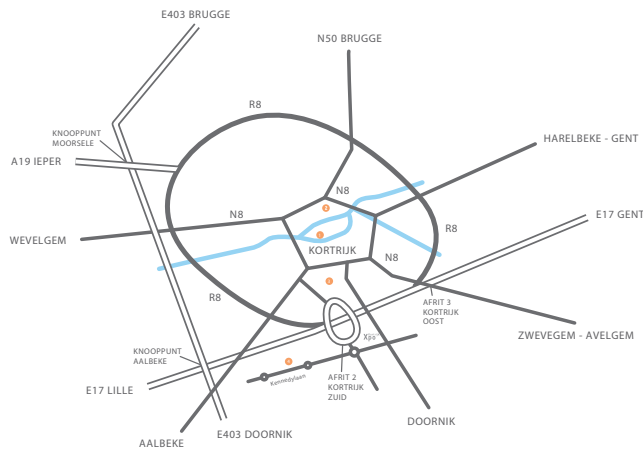 E403 BRUGGE
N50 BRUGGE
R8
KNOOPPUNT
MOORSELE
HARELBEKE - GENT
A19 IEPER
N8
N8
E17 GENT
R8
WEVELGEM
KORTRIJK
N8
R8
AFRIT 3
KORTRIJK
OOST
ZWEVEGEM - AVELGEM
Xpo
KNOOPPUNT
AALBEKE
Kennedylaan
AFRIT 2
KORTRIJK
ZUID
E17 LILLE
DOORNIK
E403 DOORNIK
AALBEKE